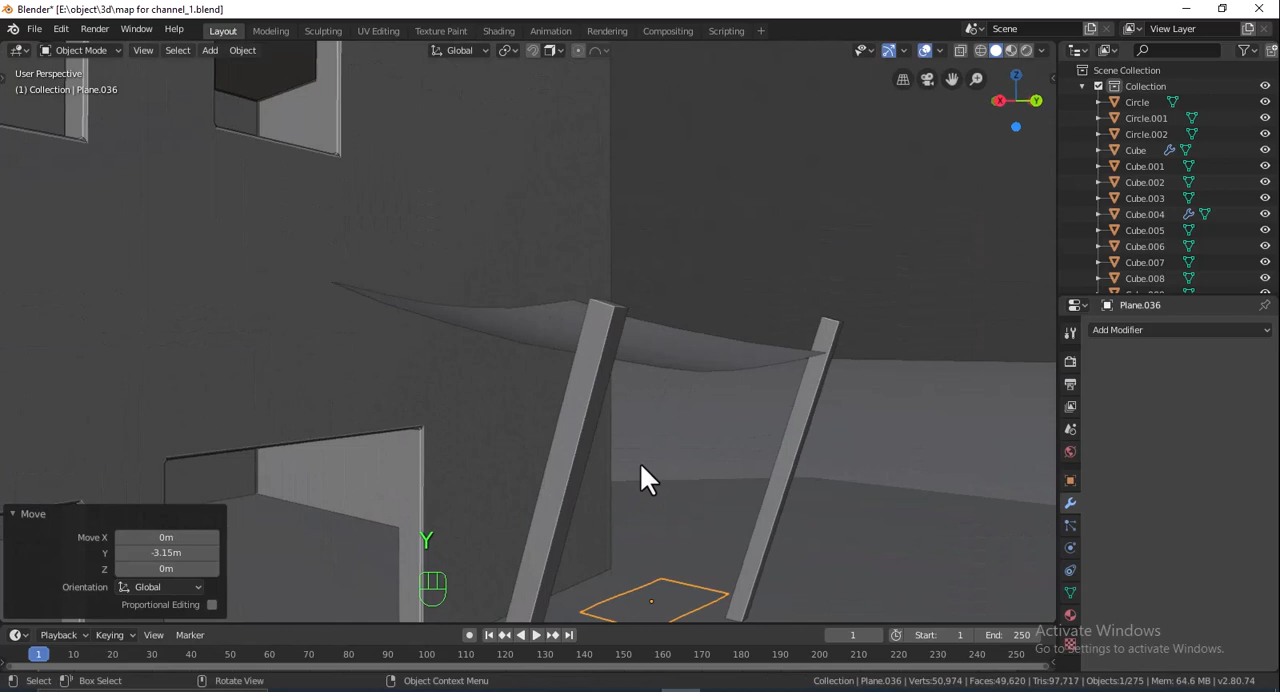 Blender* [E:\object\3d\map for channel_1.blend]
File Edit Render Window Help
Layout Modeling Sculpting UV Editing Texture Paint Shading Animation Rendering Compositing Scripting +
Scene
View Layer
Object Mode View Select Add Object
Global
User Perspective
(1) Collection | Plane.036
Z
X
Y
Scene Collection
Collection
Circle
Circle.001
Circle.002
Cube
Cube.001
Cube.002
Cube.003
Cube.004
Cube.005
Cube.006
Cube.007
Cube.008
Plane.036
Add Modifier
Y
Move
Move X 0m
Y -3.15m
Z 0m
Orientation Global
Proportional Editing
Playback Keying View Marker
1 Start: 1 End: 250
1 10 20 30 40 50 60 70 80 90 100 110 120 130 140 150 160 170 180 190 200 210 220 230 240 250
Activate Windows
Go to Settings to activate Windows.
Select Box Select Rotate View Object Context Menu
Collection | Plane.036 | Verts:50,974 | Faces:49,620 | Tris:97,717 | Objects:1/275 | Mem: 64.6 MB | v2.80.74